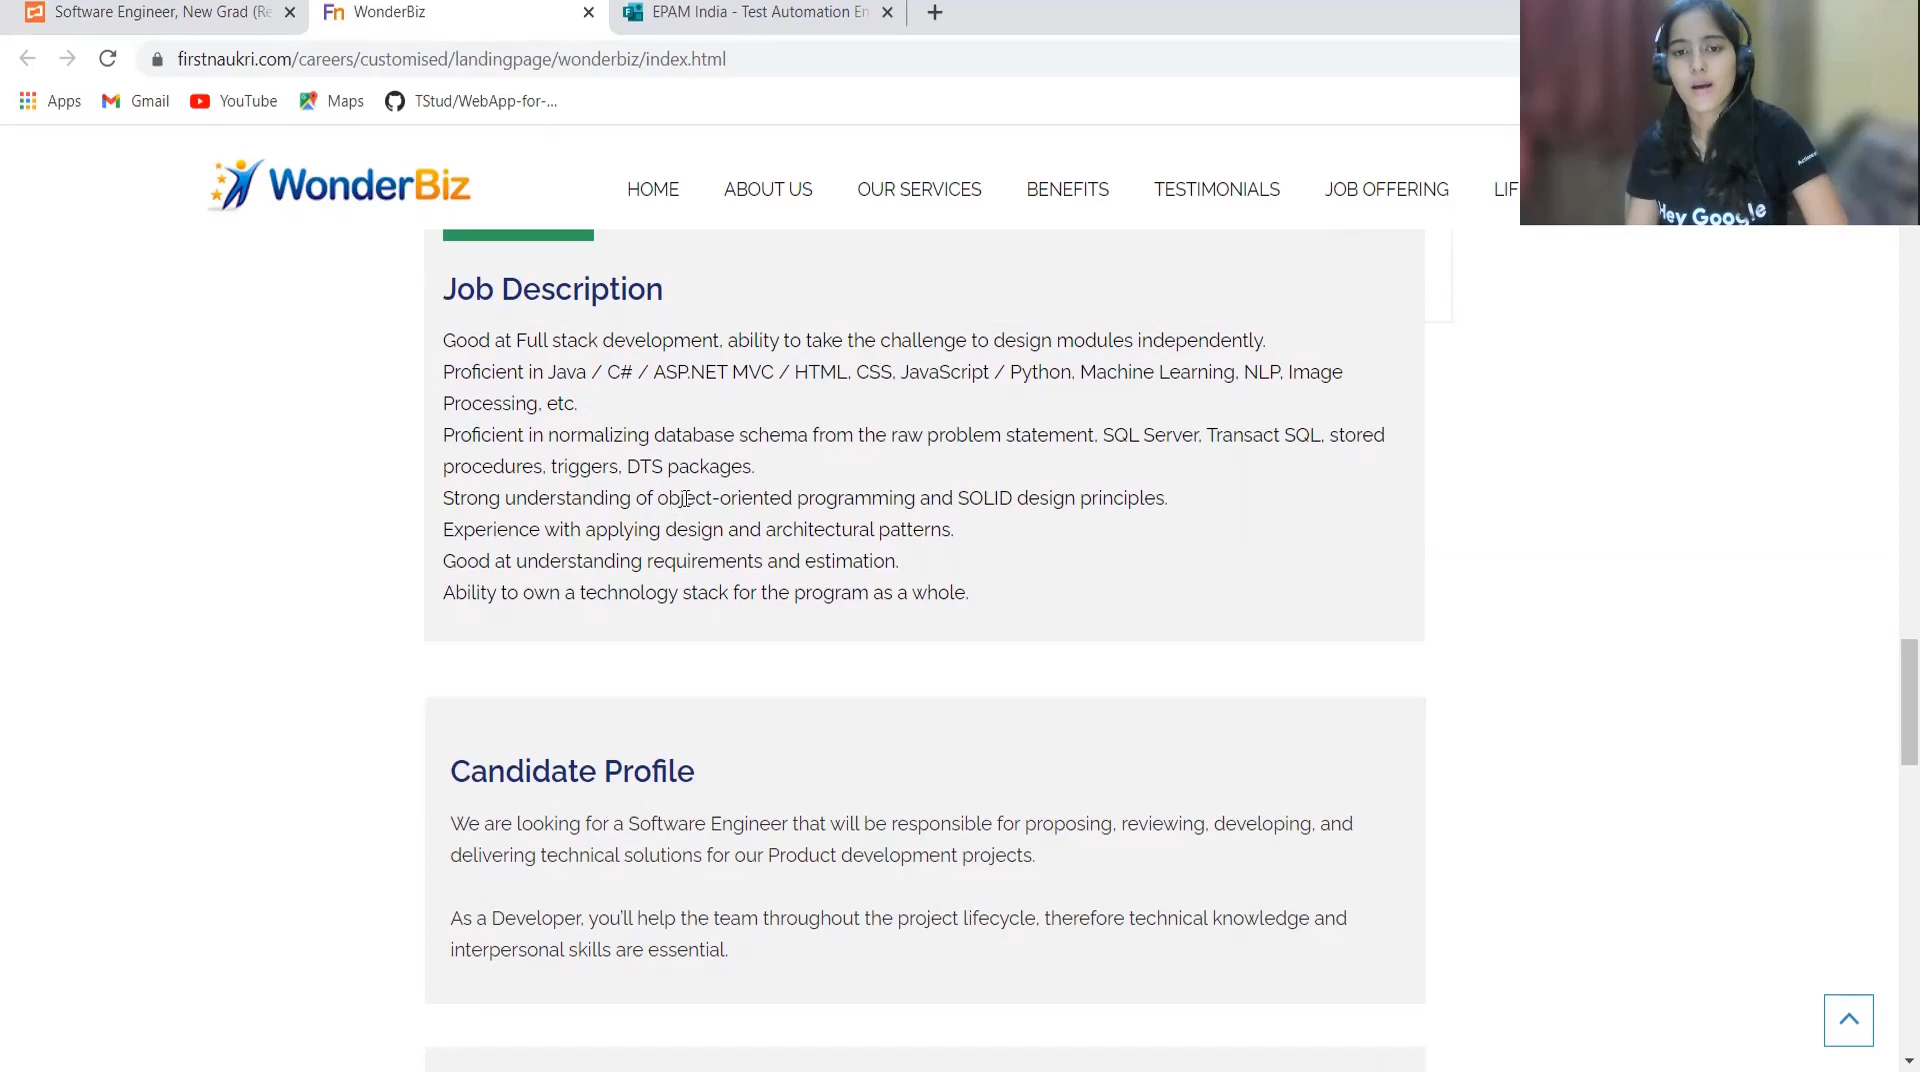 Software Engineer, New Grad (Re
WonderBiz
EPAM India - Test Automation En
firstnaukri.com/careers/customised/landingpage/wonderbiz/index.html
Apps
Gmail
YouTube
Maps
TStud/WebApp-for-...
WonderBiz
HOME
ABOUT US
OUR SERVICES
BENEFITS
TESTIMONIALS
JOB OFFERING
LIF
Hey Google
Job Description
Good at Full stack development, ability to take the challenge to design modules independently.
Proficient in Java / C# / ASP.NET MVC / HTML, CSS, JavaScript / Python, Machine Learning, NLP, Image
Processing, etc.
Proficient in normalizing database schema from the raw problem statement, SQL Server, Transact SQL, stored
procedures, triggers, DTS packages.
Strong understanding of object-oriented programming and SOLID design principles.
Experience with applying design and architectural patterns.
Good at understanding requirements and estimation.
Ability to own a technology stack for the program as a whole.
Candidate Profile
We are looking for a Software Engineer that will be responsible for proposing, reviewing, developing, and
delivering technical solutions for our Product development projects.
As a Developer, you'll help the team throughout the project lifecycle, therefore technical knowledge and
interpersonal skills are essential.